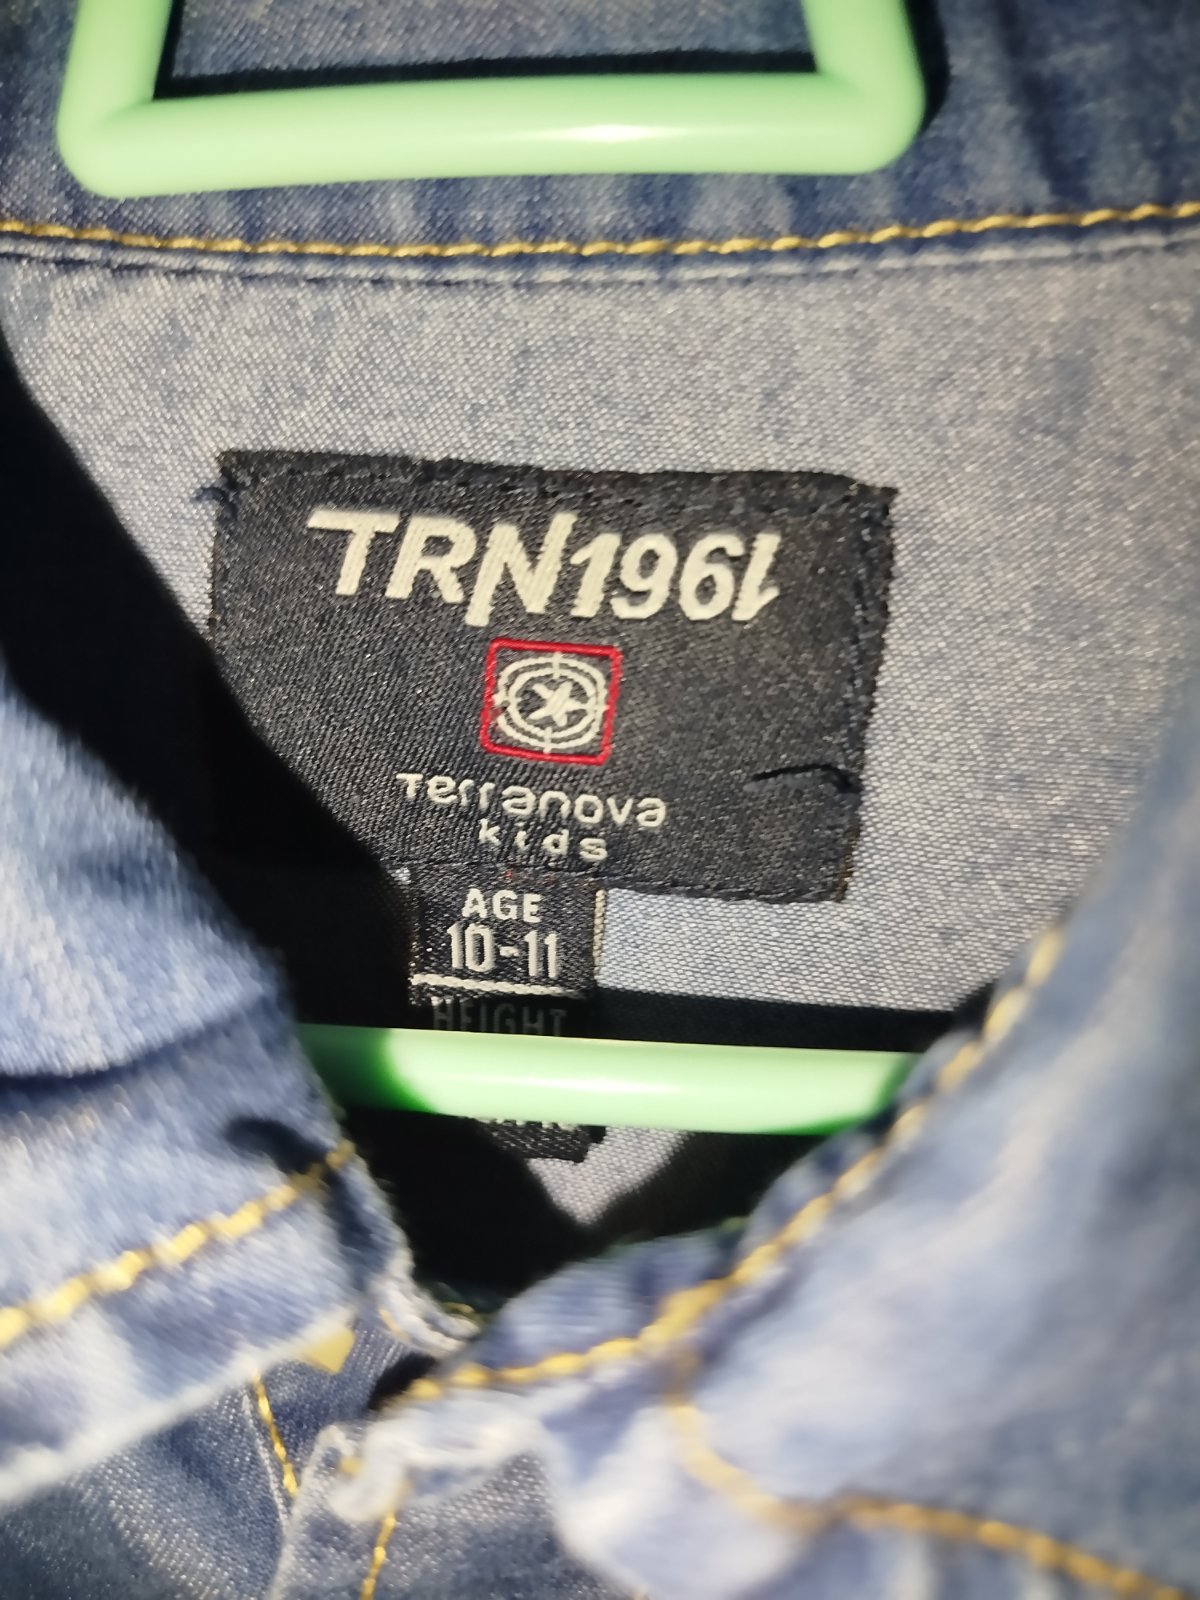 TRN1961
Terranova
kids
AGE
10-11
HEIGHT